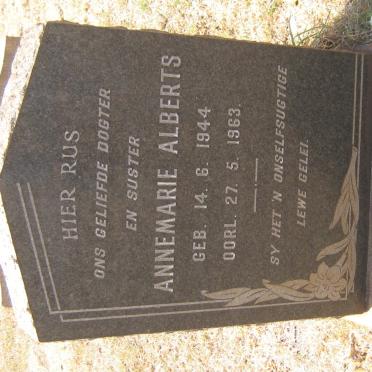 HIER RUS
ONS GELIEFDE DOGTER
EN SUSTER
ANNEMARIE ALBERTS
GEB. 14. 6. 1944
OORL. 27. 5. 1963.
SY HET 'N ONSELFSUGTIGE
LEWE GELEI.